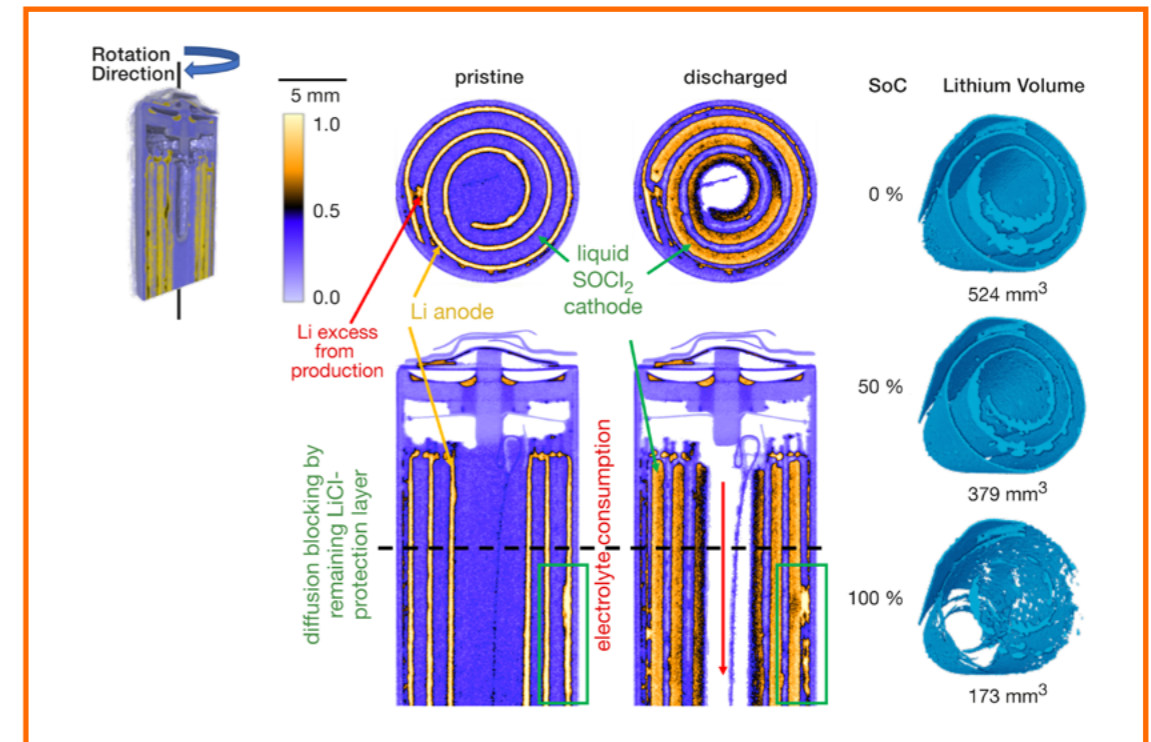 Rotation
Direction
5 mm
1.0
0.5
0.0
pristine
discharged
SoC
Lithium Volume
0 %
524 mm³
liquid
SOCl₂
cathode
Li anode
Li excess
from
production
50 %
379 mm³
diffusion blocking by
remaining LiCl-
protection layer
electrolyte consumption
100 %
173 mm³